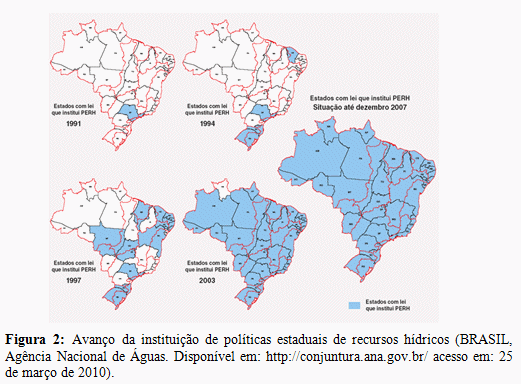 Estados com lei
que institui PERH
1991
Estados com lei
que institui PERH
1994
Estados com lei que institui PERH
Situação até dezembro 2007
Estados com lei
que institui PERH
1997
Estados com lei
que institui PERH
2003
Estados com lei
que institui PERH
Figura 2: Avanço da instituição de políticas estaduais de recursos hídricos (BRASIL,
Agência Nacional de Águas. Disponível em: http://conjuntura.ana.gov.br/ acesso em: 25
de março de 2010).